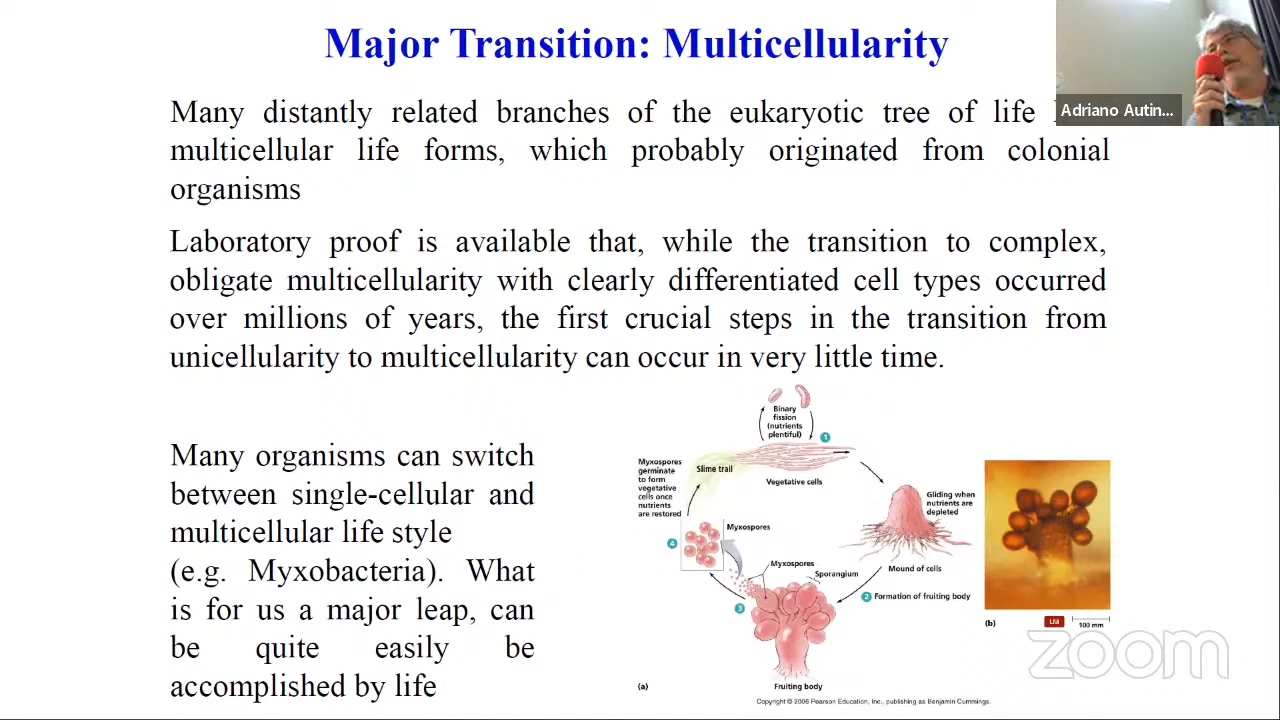 Major Transition: Multicellularity
Adriano Autin...
Many distantly related branches of the eukaryotic tree of life
multicellular life forms, which probably originated from colonial
organisms
Laboratory proof is available that, while the transition to complex,
obligate multicellularity with clearly differentiated cell types occurred
over millions of years, the first crucial steps in the transition from
unicellularity to multicellularity can occur in very little time.
Many organisms can switch
between single-cellular and
multicellular life style
(e.g. Myxobacteria). What
is for us a major leap, can
be quite easily be
accomplished by life
Binary
fission
(nutrients
plentiful)
1
Myxospores
germinate
to form
vegetative
cells once
nutrients
are restored
Slime trail
Vegetative cells
Gliding when
nutrients are
depleted
Myxospores
4
Mound of cells
Myxospores
Sporangium
2 Formation of fruiting body
3
Fruiting body
(a)
(b)
LM
100 mm
Copyright © 2006 Pearson Education, Inc., publishing as Benjamin Cummings.
zoom